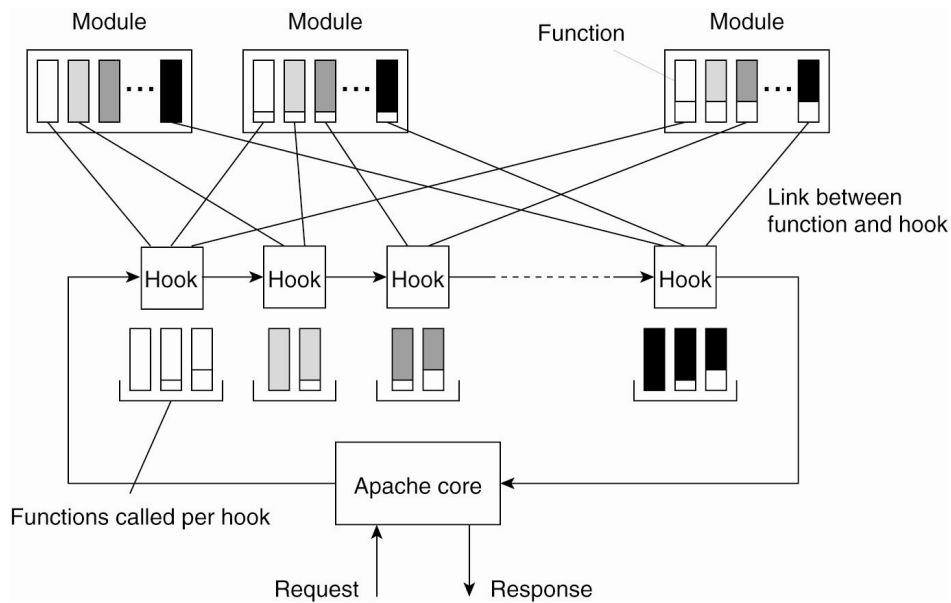 Module
Module
Module
Function
...
...
...
Link between
function and hook
Hook
Hook
Hook
Hook
Functions called per hook
Apache core
Request
Response